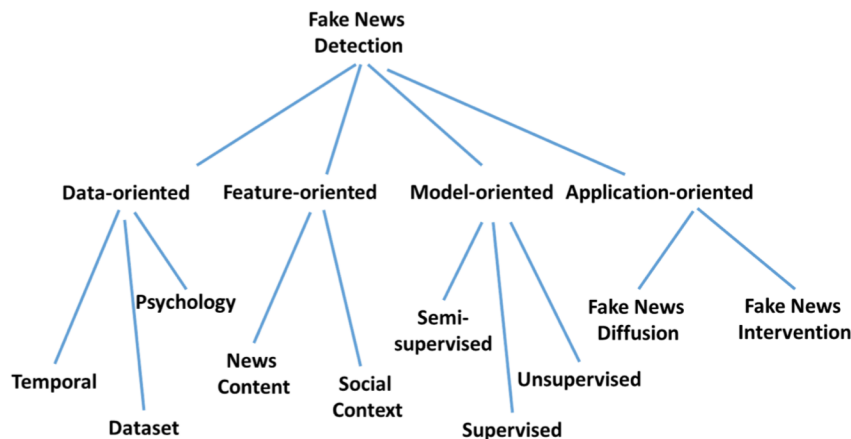 Fake News
Detection
Data-oriented
Feature-oriented
Model-oriented
Application-oriented
Psychology
Temporal
Dataset
News
Content
Social
Context
Semi-
supervised
Supervised
Unsupervised
Fake News
Diffusion
Fake News
Intervention